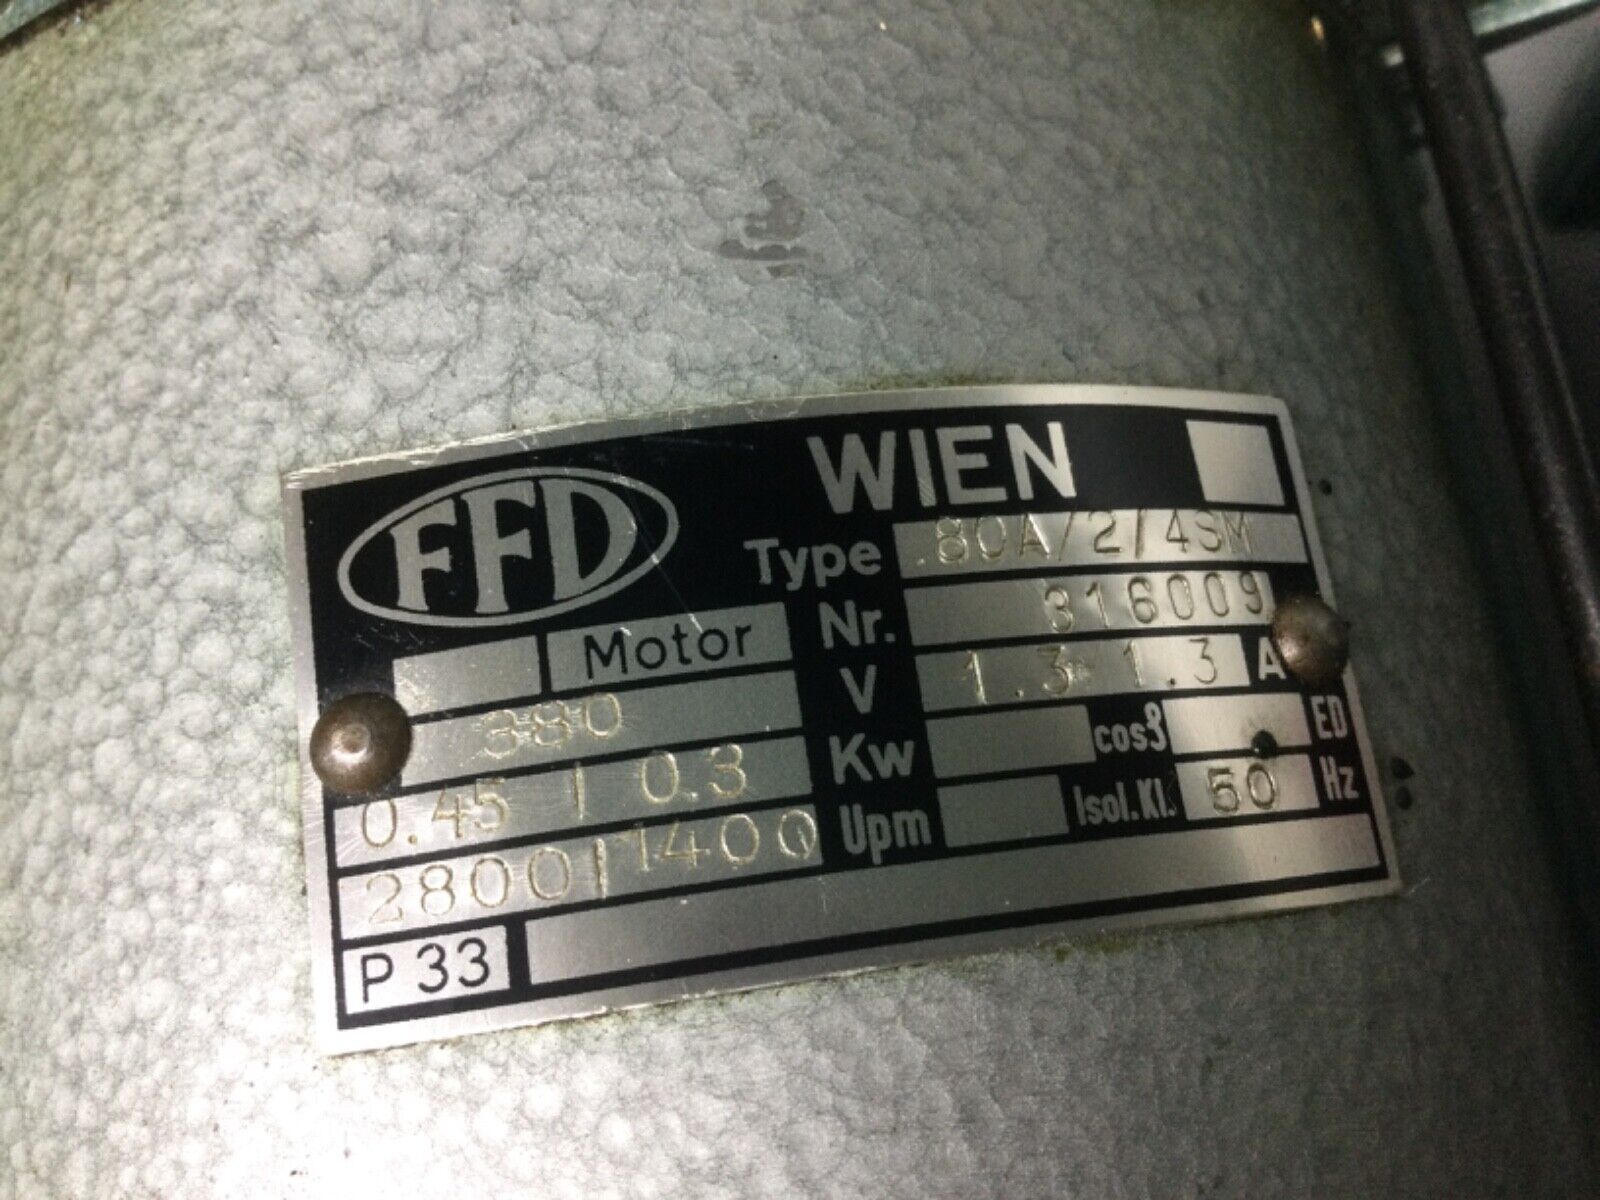 FFD WIEN
Type .80A/2/4SM
Motor Nr. 316009
380 V 1.3 1.3 A
0.45 / 0.3 Kw cosϑ ED
2800/1400 Upm Isol.Kl. 50 Hz
P 33